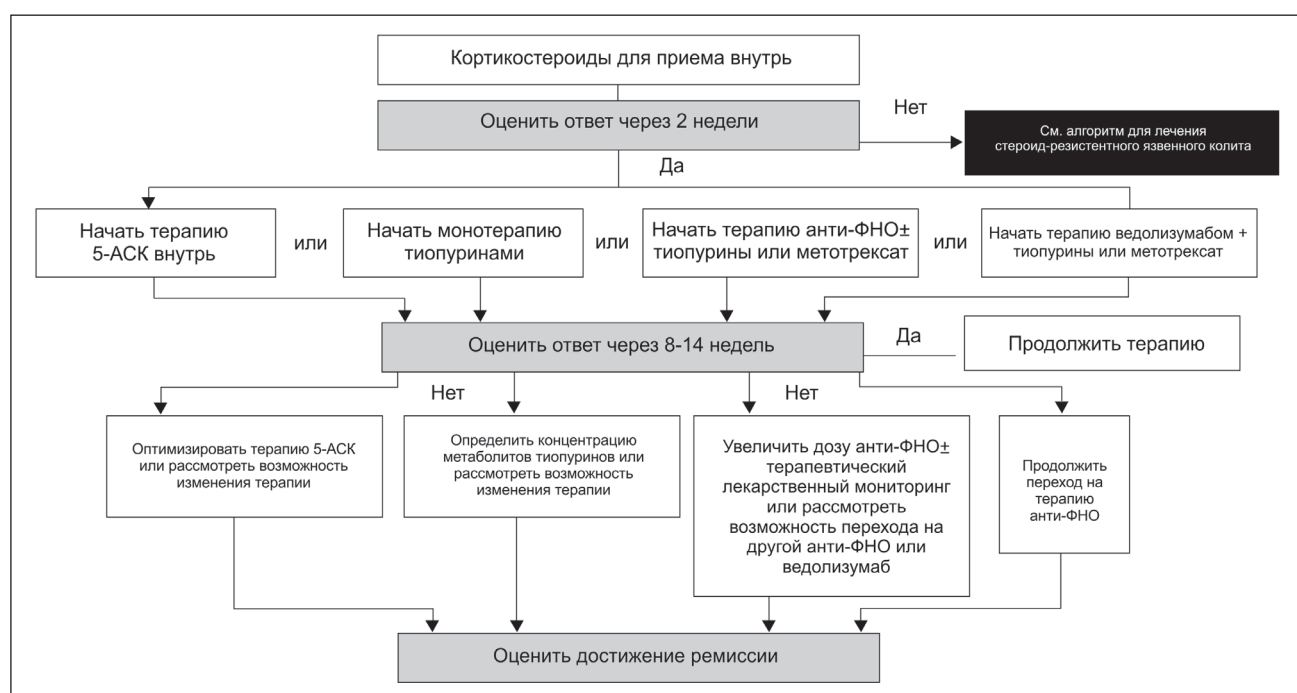 Кортикостероиды для приема внутрь
Оценить ответ через 2 недели
Нет
См. алгоритм для лечения
стероид-резистентного язвенного колита
Да
Начать терапию
5-АСК внутрь
или
Начать монотерапию
тиопуринами
или
Начать терапию анти-ФНО±
тиопурины или метотрексат
или
Начать терапию ведолизумабом +
тиопурины или метотрексат
Оценить ответ через 8-14 недель
Да
Продолжить терапию
Нет
Нет
Оптимизировать терапию 5-АСК
или рассмотреть возможность
изменения терапии
Определить концентрацию
метаболитов тиопуринов или
рассмотреть возможность
изменения терапии
Увеличить дозу анти-ФНО±
терапевтический
лекарственный мониторинг
или рассмотреть
возможность перехода на
другой анти-ФНО или
ведолизумаб
Продолжить
переход на
терапию
анти-ФНО
Оценить достижение ремиссии